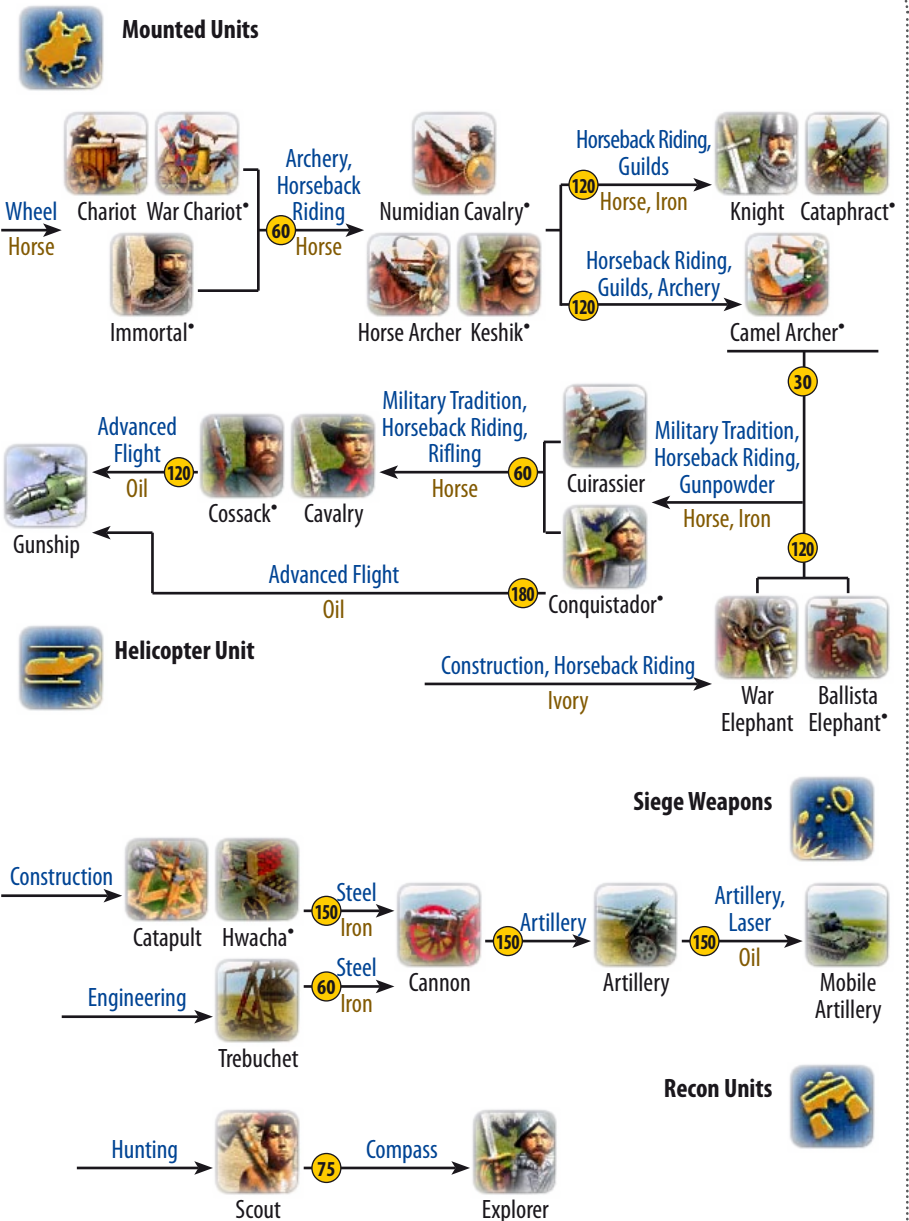 Mounted Units
Wheel
Horse
Chariot
War Chariot•
Immortal•
Archery,
Horseback
Riding
60
Horse
Numidian Cavalry•
Horse Archer
Keshik•
Horseback Riding,
Guilds
120
Horse, Iron
Knight
Cataphract•
Horseback Riding,
Guilds, Archery
120
Camel Archer•
30
Military Tradition,
Horseback Riding,
Gunpowder
Horse, Iron
120
Cuirassier
Conquistador•
Military Tradition,
Horseback Riding,
Rifling
60
Horse
Cossack•
Cavalry
Advanced
Flight
120
Oil
Gunship
Advanced Flight
180
Oil
Helicopter Unit
Construction, Horseback Riding
Ivory
War
Elephant
Ballista
Elephant•
Siege Weapons
Construction
Catapult
Hwacha•
Steel
150
Iron
Engineering
Trebuchet
Steel
60
Iron
Cannon
150
Artillery
Artillery
150
Artillery,
Laser
Oil
Mobile
Artillery
Recon Units
Hunting
Scout
75
Compass
Explorer